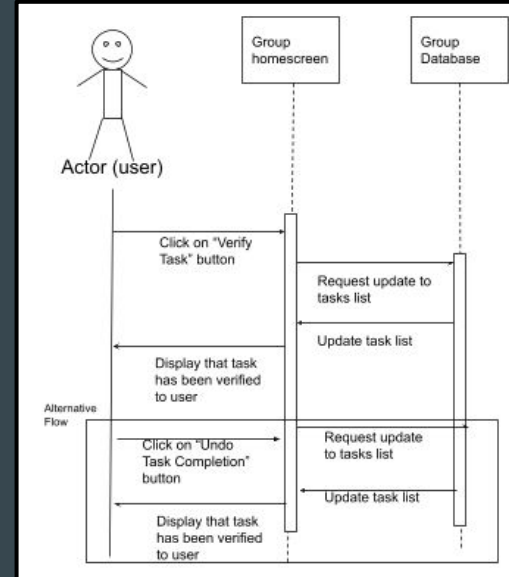 Group
homescreen
Group
Database
Actor (user)
Click on “Verify
Task” button
Request update to
tasks list
Update task list
Display that task
has been verified
to user
Alternative
Flow
Click on “Undo
Task Completion”
button
Request update
to tasks list
Update task list
Display that task
has been verified
to user